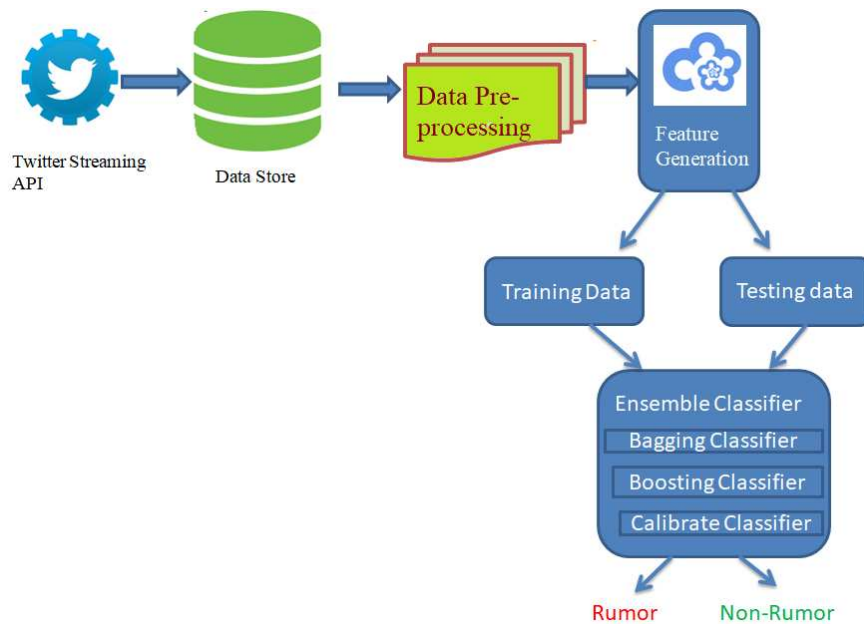 Twitter Streaming
API
Data Store
Data Pre-
processing
Feature
Generation
Training Data
Testing data
Ensemble Classifier
Bagging Classifier
Boosting Classifier
Calibrate Classifier
Rumor
Non-Rumor